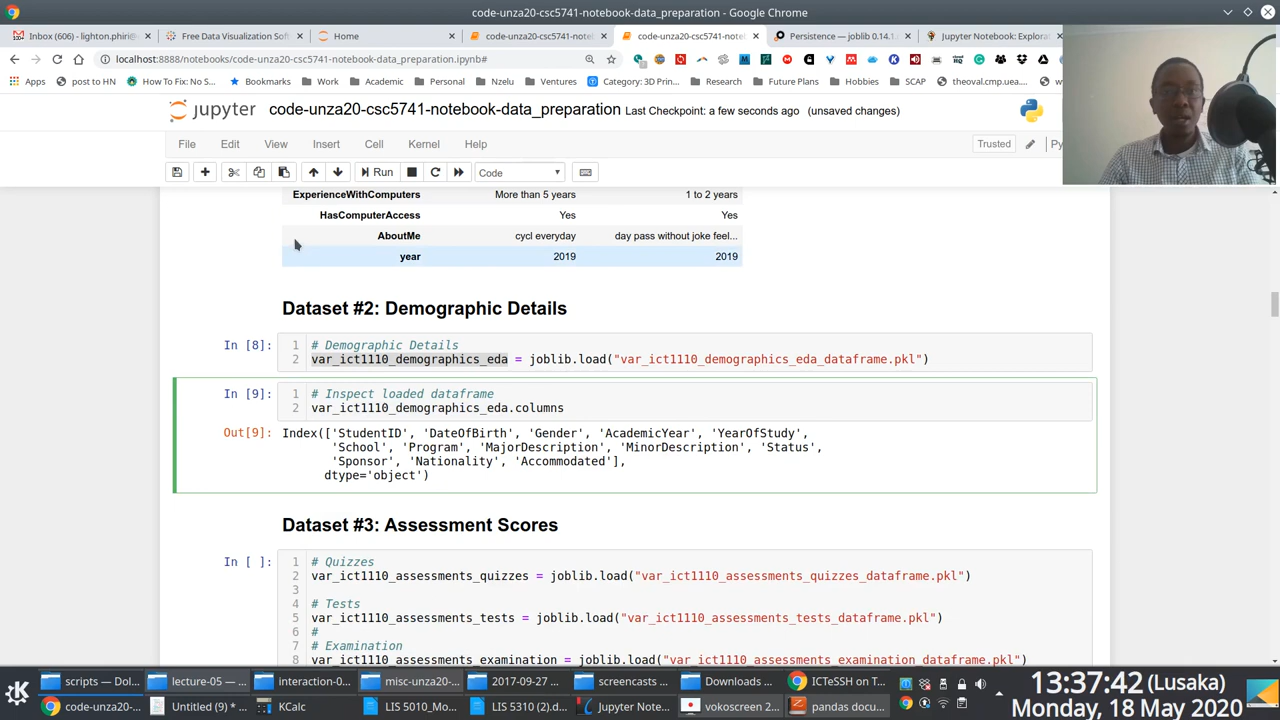 code-unza20-csc5741-notebook-data_preparation - Google Chrome
Inbox (606) - lighton.phiri@
Free Data Visualization Soft
Home
code-unza20-csc5741-notebo
code-unza20-csc5741-notebo
Persistence — joblib 0.14.1.
Jupyter Notebook: Explora
localhost:8888/notebooks/code-unza20-csc5741-notebook-data_preparation.ipynb#
Apps
post to HN
How To Fix: No S
Bookmarks
Work
Academic
Personal
Nzelu
Ventures
Category: 3D Prin
Research
Future Plans
Hobbies
SCAP
theoval.cmp.uea
jupyter code-unza20-csc5741-notebook-data_preparation Last Checkpoint: a few seconds ago (unsaved changes)
File Edit View Insert Cell Kernel Help
Trusted
Py
Run
Code
ExperienceWithComputers More than 5 years 1 to 2 years
HasComputerAccess Yes Yes
AboutMe cycl everyday day pass without joke feel...
year 2019 2019
Dataset #2: Demographic Details
In [8]:
1 # Demographic Details
2 var_ict1110_demographics_eda = joblib.load("var_ict1110_demographics_eda_dataframe.pkl")
In [9]:
1 # Inspect loaded dataframe
2 var_ict1110_demographics_eda.columns
Out[9]: Index(['StudentID', 'DateOfBirth', 'Gender', 'AcademicYear', 'YearOfStudy',
'School', 'Program', 'MajorDescription', 'MinorDescription', 'Status',
'Sponsor', 'Nationality', 'Accommodated'],
dtype='object')
Dataset #3: Assessment Scores
In [ ]:
1 # Quizzes
2 var_ict1110_assessments_quizzes = joblib.load("var_ict1110_assessments_quizzes_dataframe.pkl")
3
4 # Tests
5 var_ict1110_assessments_tests = joblib.load("var_ict1110_assessments_tests_dataframe.pkl")
6 #
7 # Examination
8 var_ict1110_assessments_examination = joblib.load("var_ict1110_assessments_examination_dataframe.pkl")
scripts — Dol...
lecture-05 — ...
interaction-0...
misc-unza20-...
2017-09-27 ...
screencasts ...
Downloads ...
ICTeSSH on T...
code-unza20-...
Untitled (9) * ...
KCalc
LIS 5010_Mo...
LIS 5310 (2).d...
Jupyter Note...
vokoscreen 2...
pandas docu...
13:37:42 (Lusaka)
Monday, 18 May 2020